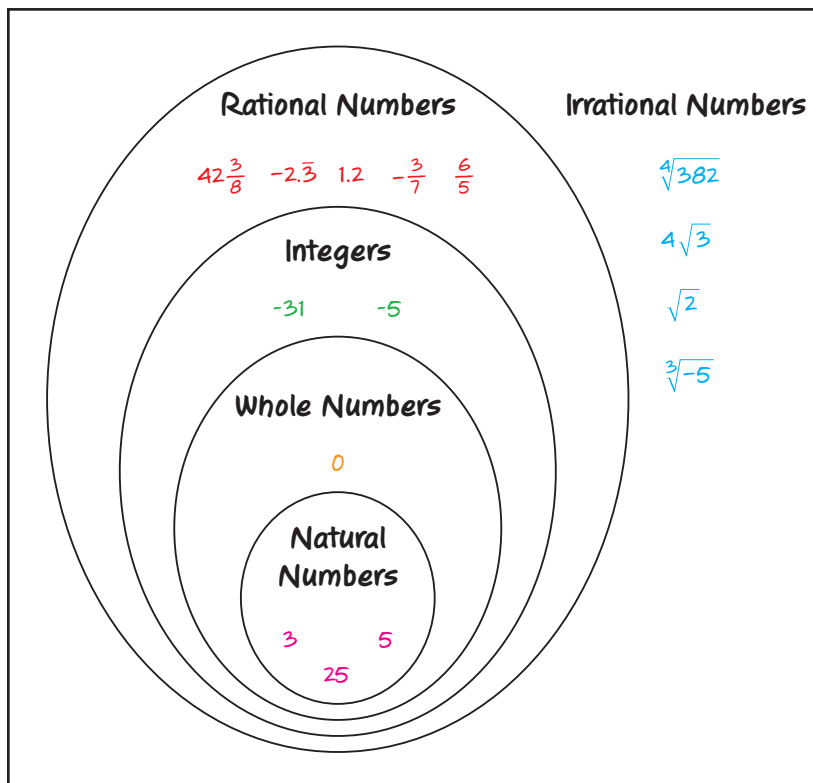 Rational Numbers
Irrational Numbers
42 3/8 -2.3̅ 1.2 -3/7 6/5
∜382
Integers
4√3
-31 -5
√2
∛-5
Whole Numbers
0
Natural
Numbers
3 5
25